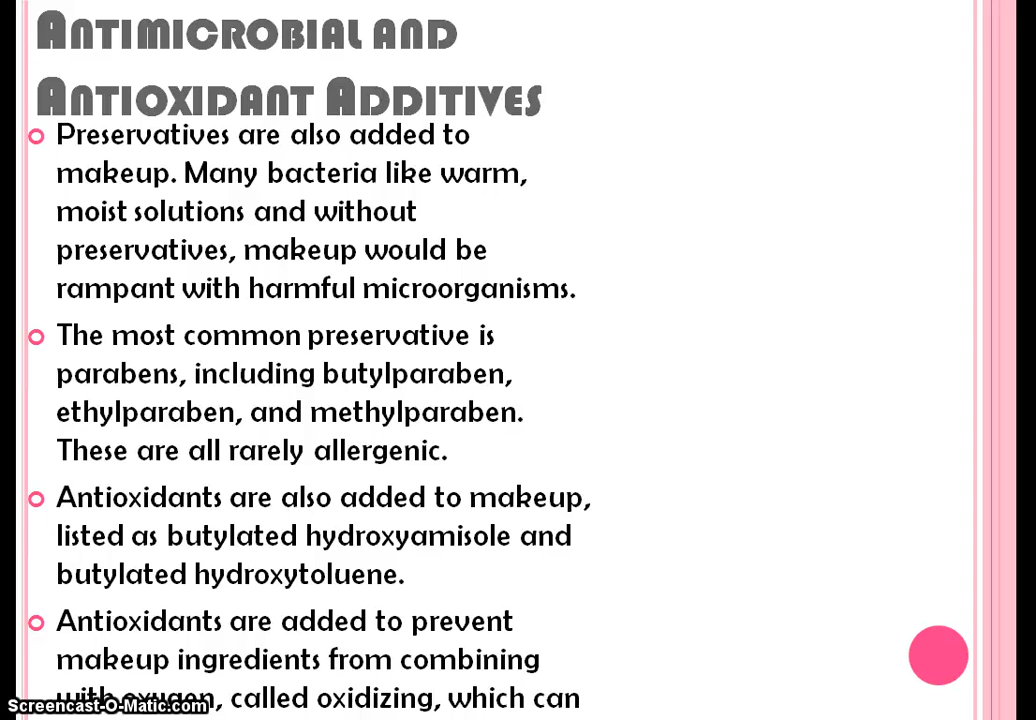 Antimicrobial and
Antioxidant Additives
Preservatives are also added to
makeup. Many bacteria like warm,
moist solutions and without
preservatives, makeup would be
rampant with harmful microorganisms.
The most common preservative is
parabens, including butylparaben,
ethylparaben, and methylparaben.
These are all rarely allergenic.
Antioxidants are also added to makeup,
listed as butylated hydroxyamisole and
butylated hydroxytoluene.
Antioxidants are added to prevent
makeup ingredients from combining
with oxygen, called oxidizing, which can
Screencast-O-Matic.com